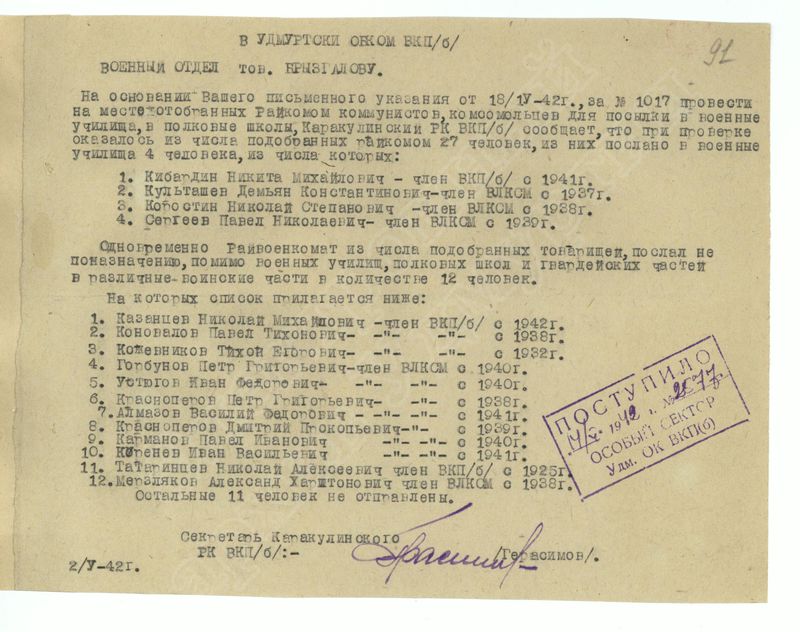 91
В УДМУРТСКИ ОБКОМ ВКП/б/
ВОЕННЫЙ ОТДЕЛ тов. БРЫЗГАЛОВУ.
На основании Вашего письменного указания от 18/1У-42г., за № 1017 провести
на месте отобранных Райкомом коммунистов, комсомольцев для посылки в военные
училища, в полковые школы, Каракулинский РК ВКП/б/ сообщает, что при проверке
оказалось из числа подобранных райкомом 27 человек, из них послано в военные
училища 4 человека, из числа которых:
1. Кибардин Никита Михайлович - член ВКП/б/ с 1941г.
2. Культашев Демьян Константинович-член ВЛКСМ с 1937г.
3. Коростин Николай Степанович -член ВЛКСМ с 1938г.
4. Сергеев Павел Николаевич- член ВЛКСМ с 1939г.
Одновременно Райвоенкомат из числа подобранных товарищей, послал не
поназначению, помимо военных училищ, полковых школ и гвардейских частей
в различные-воинские части в количестве 12 человек.
На которых список прилагается ниже:
1. Казанцев Николай Михайлович -член ВКП/б/ с 1942г.
2. Коновалов Павел Тихонович- -"- -"- с 1938г.
3. Кожевников Тихой Егорович- -"- -"- с 1932г.
4. Горбунов Петр Григорьевич-член ВЛКСМ с 1940г.
5. Устюгов Иван Федорович- -"- -"- с 1940г.
6. Красноперов Петр Григорьевич- -"- с 1938г.
7. Алмазов Василий Федорович - -"- -"- с 1941г.
8. Красноперов Дмитрий Прокопьевич-"- с 1939г.
9. Карманов Павел Иванович -"- -"- с 1940г.
10. Куренев Иван Васильевич -"- -"- с 1941г.
11. Татаринцев Николай Алексеевич член ВКП/б/ с 1925г.
12. Мерзляков Александ Харитонович член ВЛКСМ с 1938г.
Остальные 11 человек не отправлены.
ПОСТУПИЛО
1942 г. № 2577
ОСОБЫЙ СЕКТОР
Удм. ОК ВКП(б)
Секретарь Каракулинского
РК ВКП/б/:- /Герасимов/.
2/У-42г.